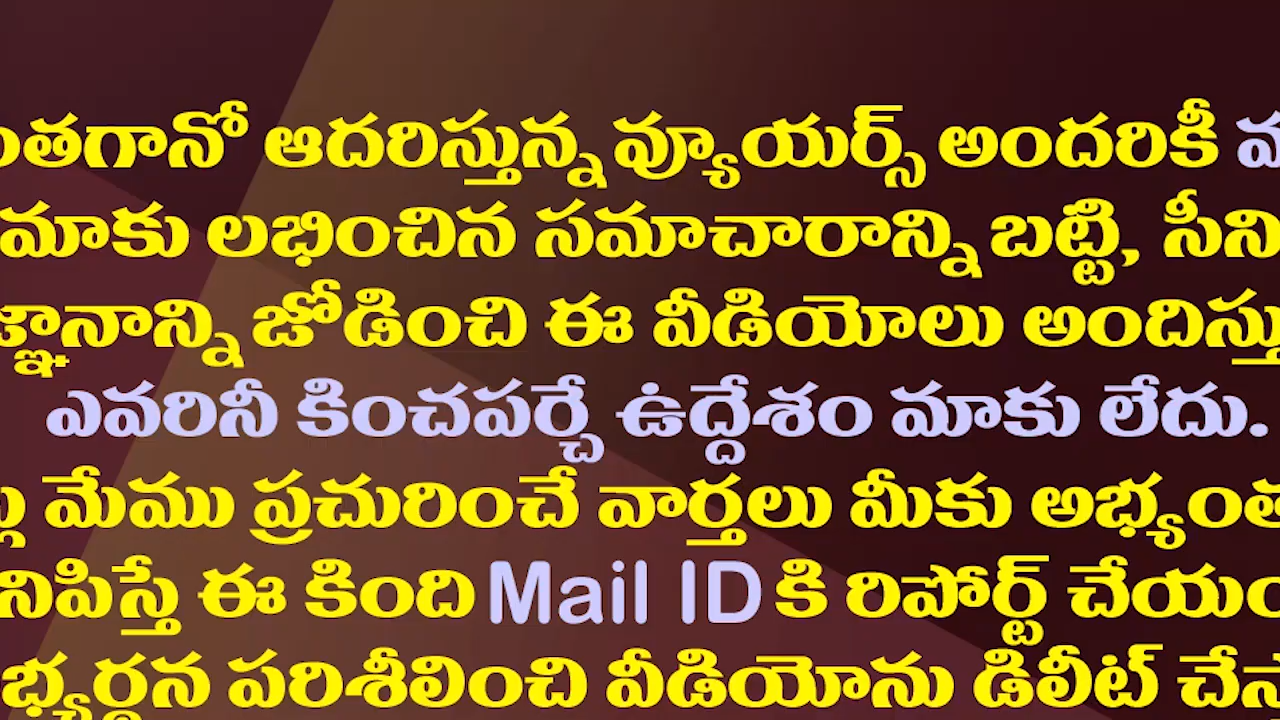 ంతగానో ఆదరిస్తున్న వ్యూయర్స్ అందరికీ
మాకు లభించిన సమాచారాన్ని బట్టి, సీని
జ్ఞానాన్ని జోడించి ఈ వీడియోలు అందిస్తు
ఎవరినీ కించపర్చే ఉద్దేశం మాకు లేదు.
మేము ప్రచురించే వార్తలు మీకు అభ్యంత
నిపిస్తే ఈ కింది Mail ID కి రిపోర్ట్ చేయం
భ్యర్థన పరిశీలించి వీడియోను డిలీట్ చేస